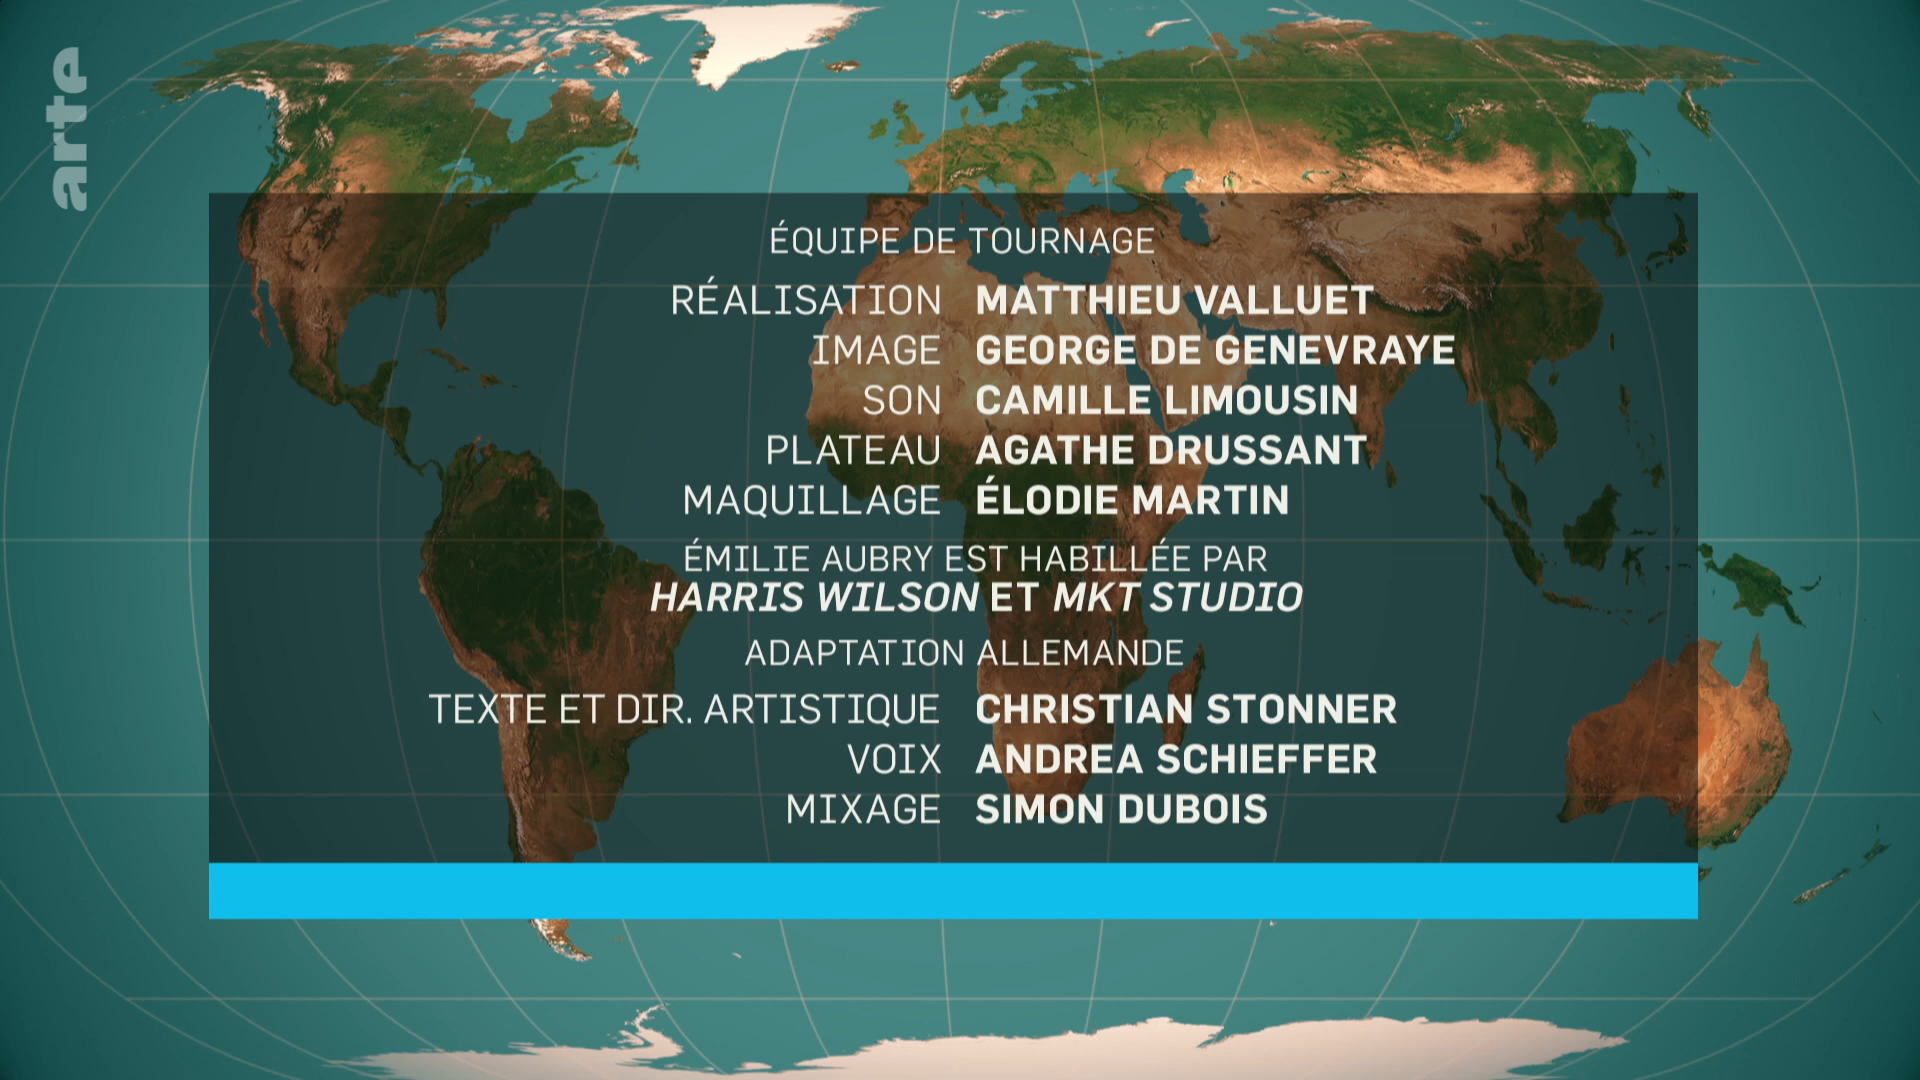 arte
ÉQUIPE DE TOURNAGE
RÉALISATION MATTHIEU VALLUET
IMAGE GEORGE DE GENEVRAYE
SON CAMILLE LIMOUSIN
PLATEAU AGATHE DRUSSANT
MAQUILLAGE ÉLODIE MARTIN
ÉMILIE AUBRY EST HABILLÉE PAR
HARRIS WILSON ET MKT STUDIO
ADAPTATION ALLEMANDE
TEXTE ET DIR. ARTISTIQUE CHRISTIAN STONNER
VOIX ANDREA SCHIEFFER
MIXAGE SIMON DUBOIS